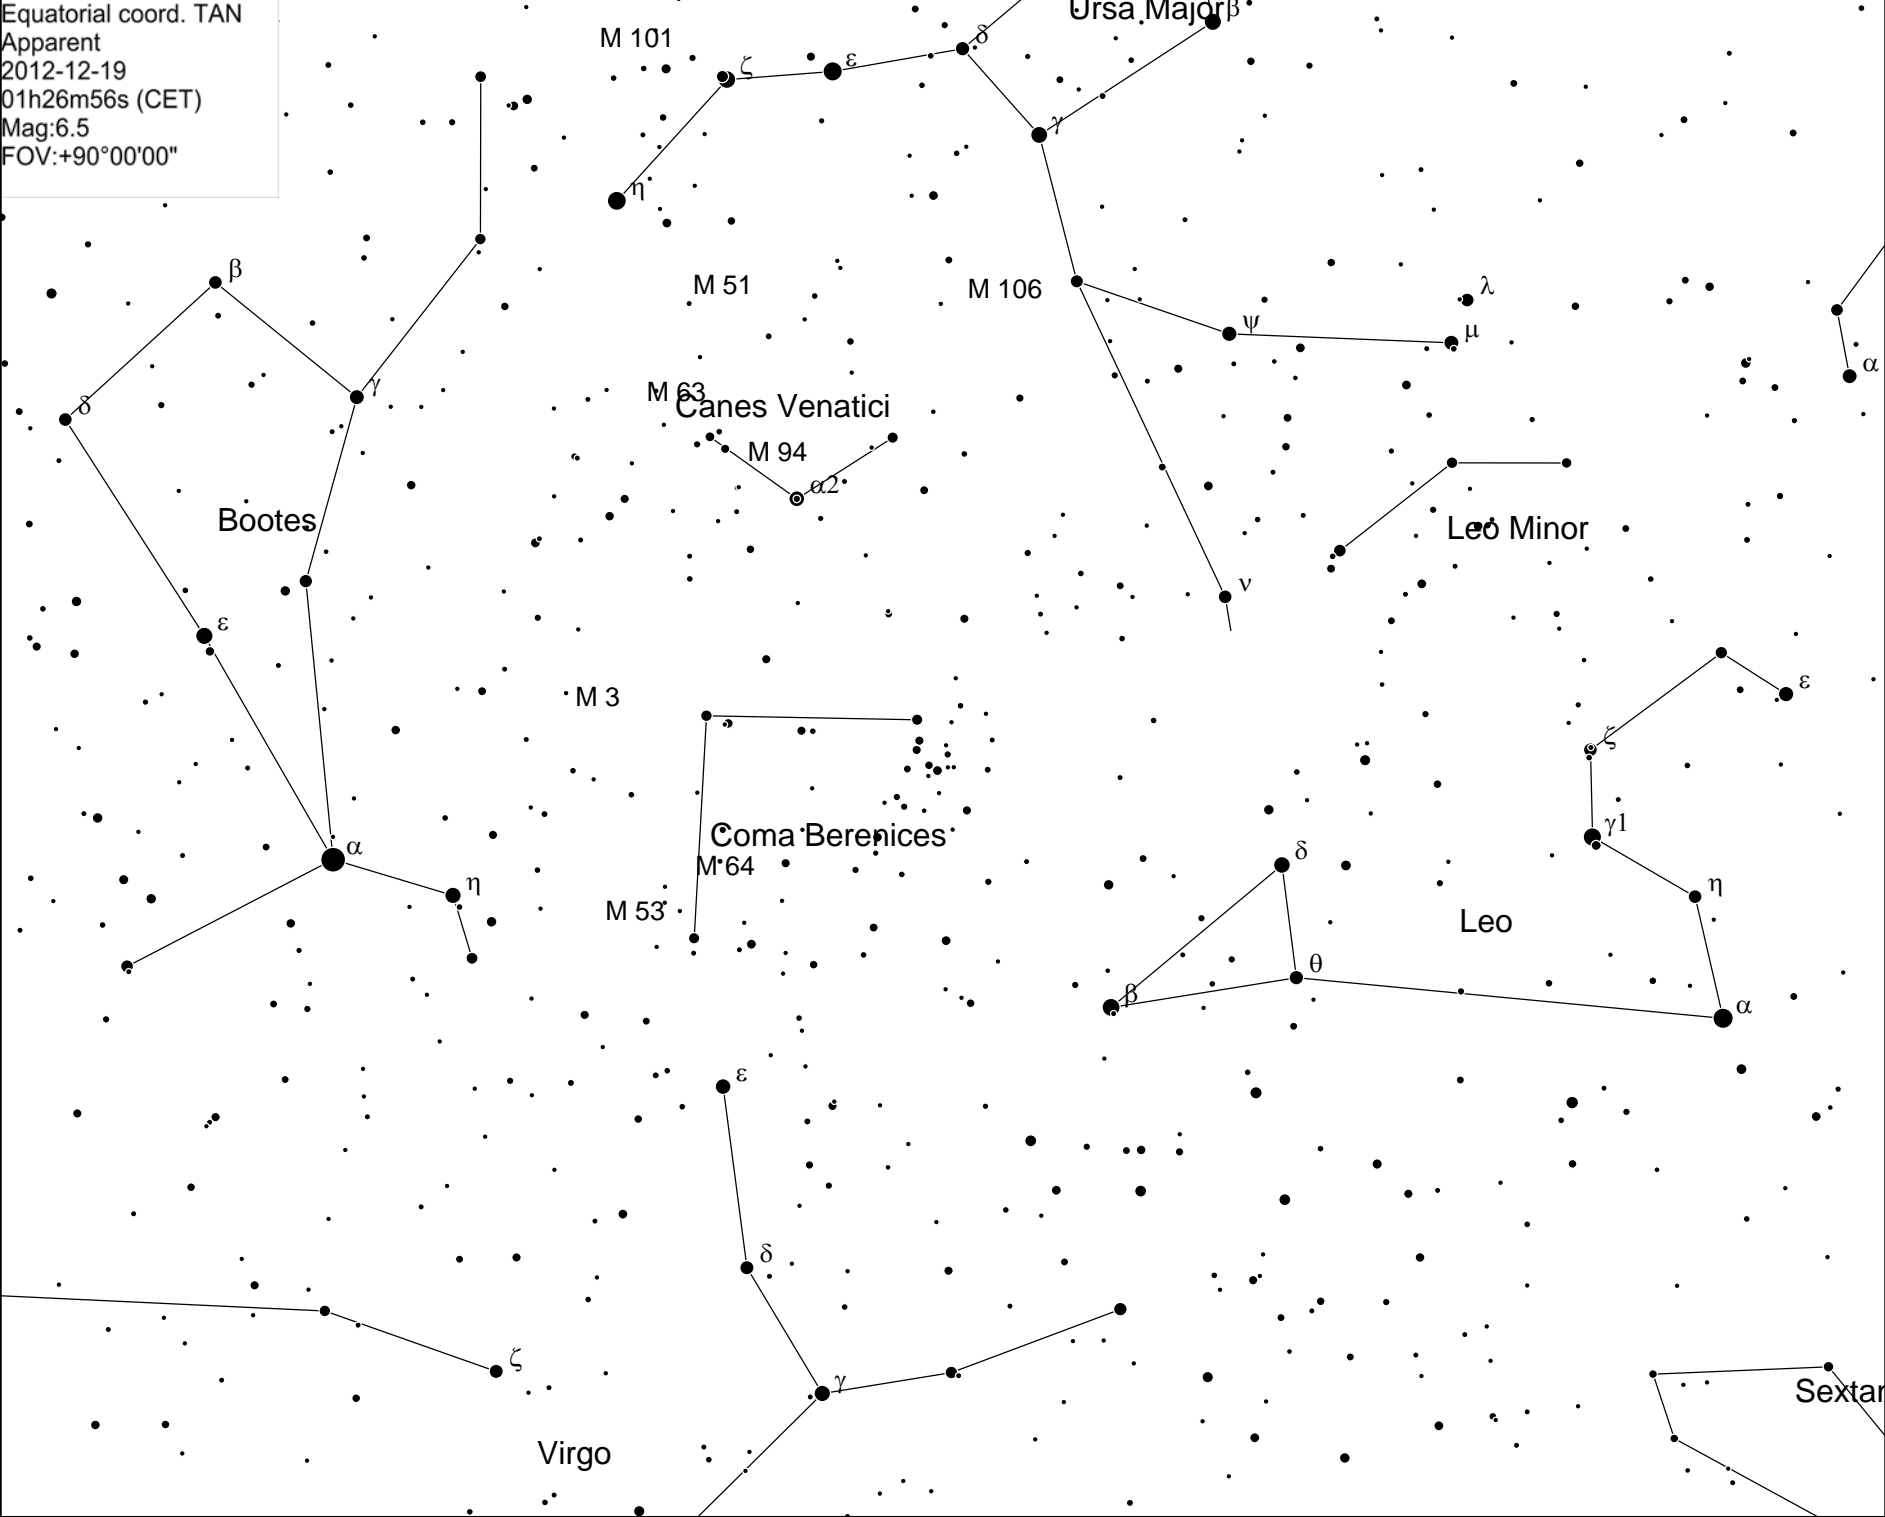 Equatorial coord. TAN
Apparent
2012-12-19
01h26m56s (CET)
Mag:6.5
FOV:+90°00'00"
Ursa Major β
M 101
δ
ζ
ε
γ
η
β
M 51
M 106
λ
ψ
μ
α
γ
δ
M 63
Canes Venatici
M 94
α2
Bootes
Leo Minor
ν
ε
M 3
ε
ζ
γ1
Coma Berenices
α
M 64
δ
η
η
M 53
Leo
θ
β
α
ε
δ
ζ
γ
Sextan
Virgo